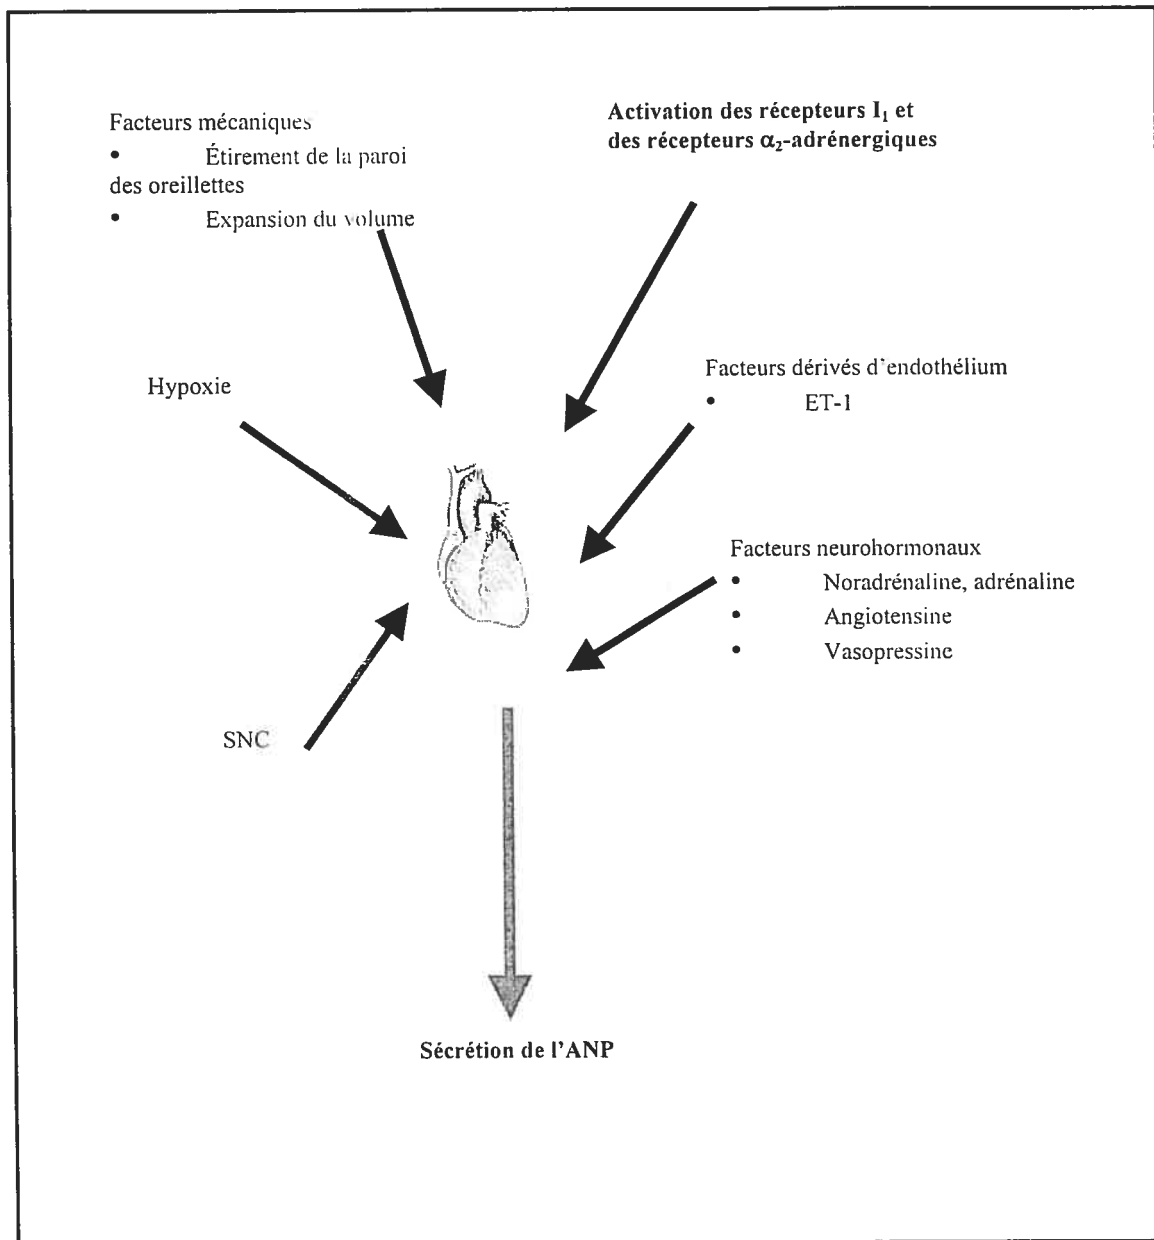 Facteurs mécaniques
• Étirement de la paroi
des oreillettes
• Expansion du volume
Activation des récepteurs I₁ et
des récepteurs α₂-adrénergiques
Hypoxie
Facteurs dérivés d'endothélium
• ET-1
Facteurs neurohormonaux
• Noradrénaline, adrénaline
• Angiotensine
• Vasopressine
SNC
Sécrétion de l'ANP